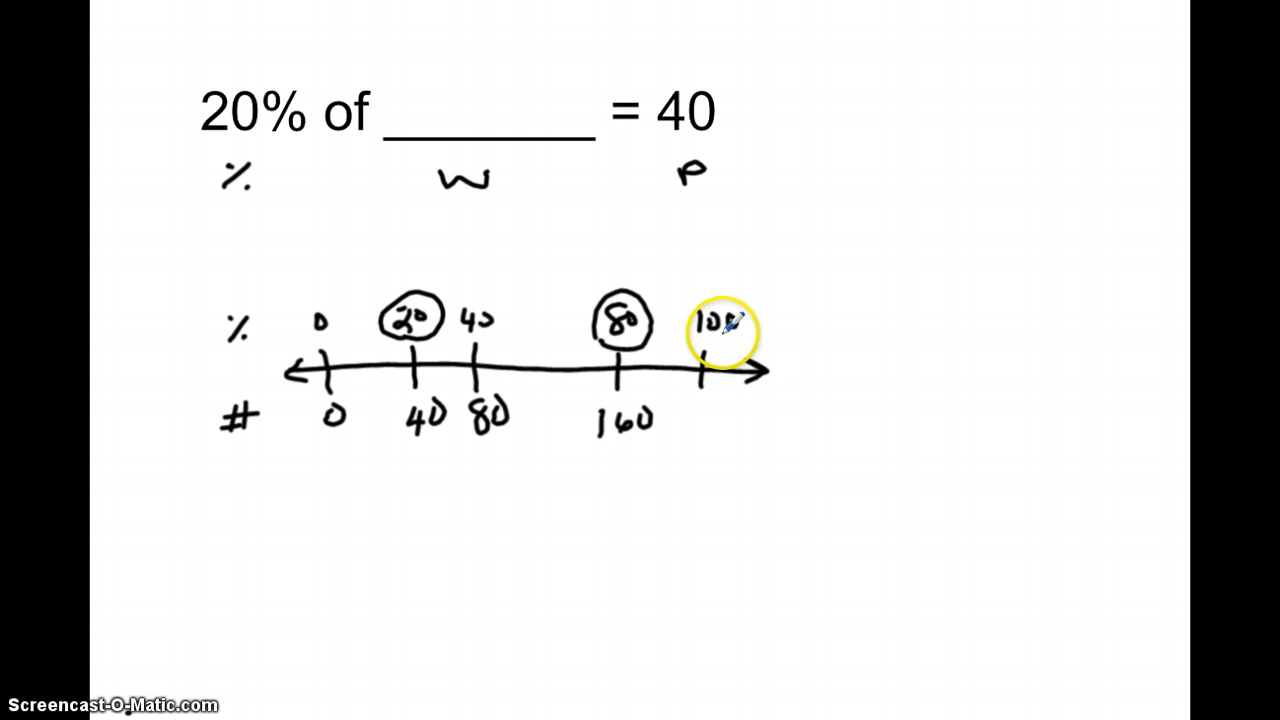 20% of ________ = 40
% W P
% 0 20 40 80 100
# 0 40 80 160
Screencast-O-Matic.com